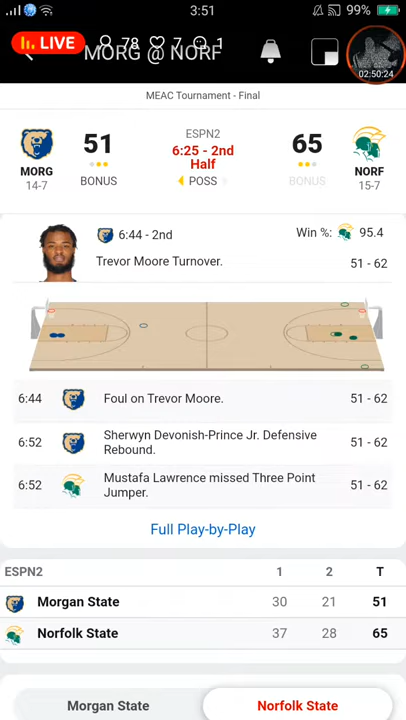 3:51
99%
LIVE
78 7 1
MORG @ NORF
02:50:24
MEAC Tournament - Final
51
ESPN2
65
6:25 - 2nd
Half
MORG
NORF
14-7
BONUS
POSS
BONUS
15-7
6:44 - 2nd
Win %: 95.4
Trevor Moore Turnover.
51 - 62
6:44
Foul on Trevor Moore.
51 - 62
6:52
Sherwyn Devonish-Prince Jr. Defensive
Rebound.
51 - 62
6:52
Mustafa Lawrence missed Three Point
Jumper.
51 - 62
Full Play-by-Play
ESPN2 1 2 T
Morgan State 30 21 51
Norfolk State 37 28 65
Morgan State
Norfolk State